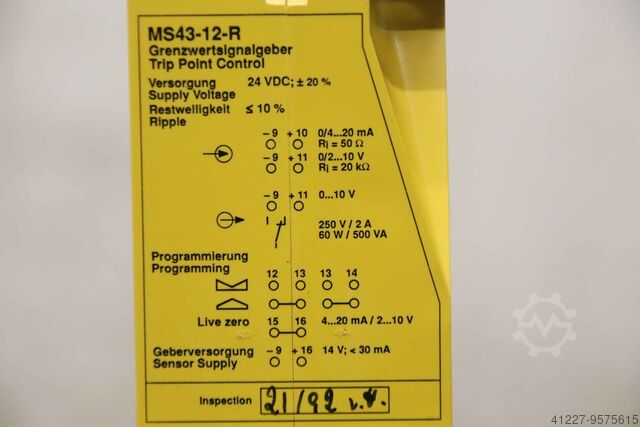 MS43-12-R
Grenzwertsignalgeber
Trip Point Control
Versorgung 24 VDC; ± 20 %
Supply Voltage
Restwelligkeit ≤ 10 %
Ripple
– 9 + 10 0/4...20 mA
Ri = 50 Ω
– 9 + 11 0/2...10 V
Ri = 20 kΩ
– 9 + 11 0...10 V
250 V / 2 A
60 W / 500 VA
Programmierung
Programming
12 13 13 14
15 16
Live zero 4...20 mA / 2...10 V
Geberversorgung – 9 + 16 14 V; < 30 mA
Sensor Supply
Inspection 21/92
41227-9575615